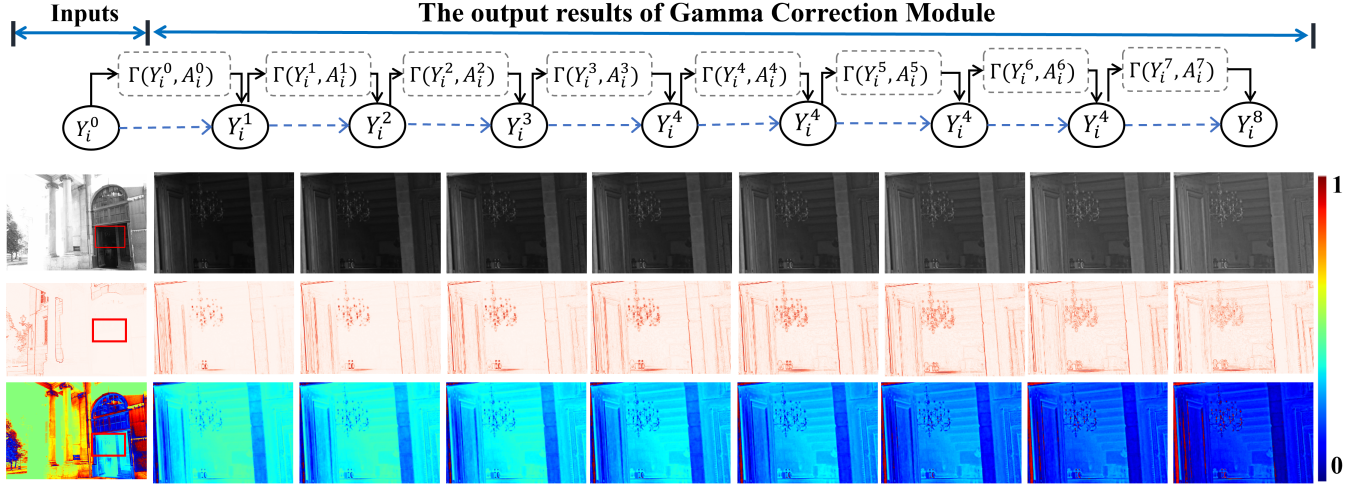 Inputs
The output results of Gamma Correction Module
Γ(Y_i^0, A_i^0) Γ(Y_i^1, A_i^1) Γ(Y_i^2, A_i^2) Γ(Y_i^3, A_i^3) Γ(Y_i^4, A_i^4) Γ(Y_i^5, A_i^5) Γ(Y_i^6, A_i^6) Γ(Y_i^7, A_i^7)
Y_i^0 Y_i^1 Y_i^2 Y_i^3 Y_i^4 Y_i^4 Y_i^4 Y_i^4 Y_i^8
1
0